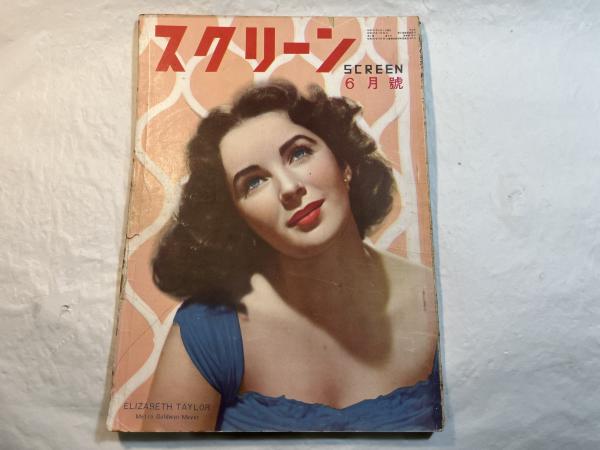 スクリーン
SCREEN
6月號
ELIZABETH TAYLOR
Metro Goldwyn Mayer